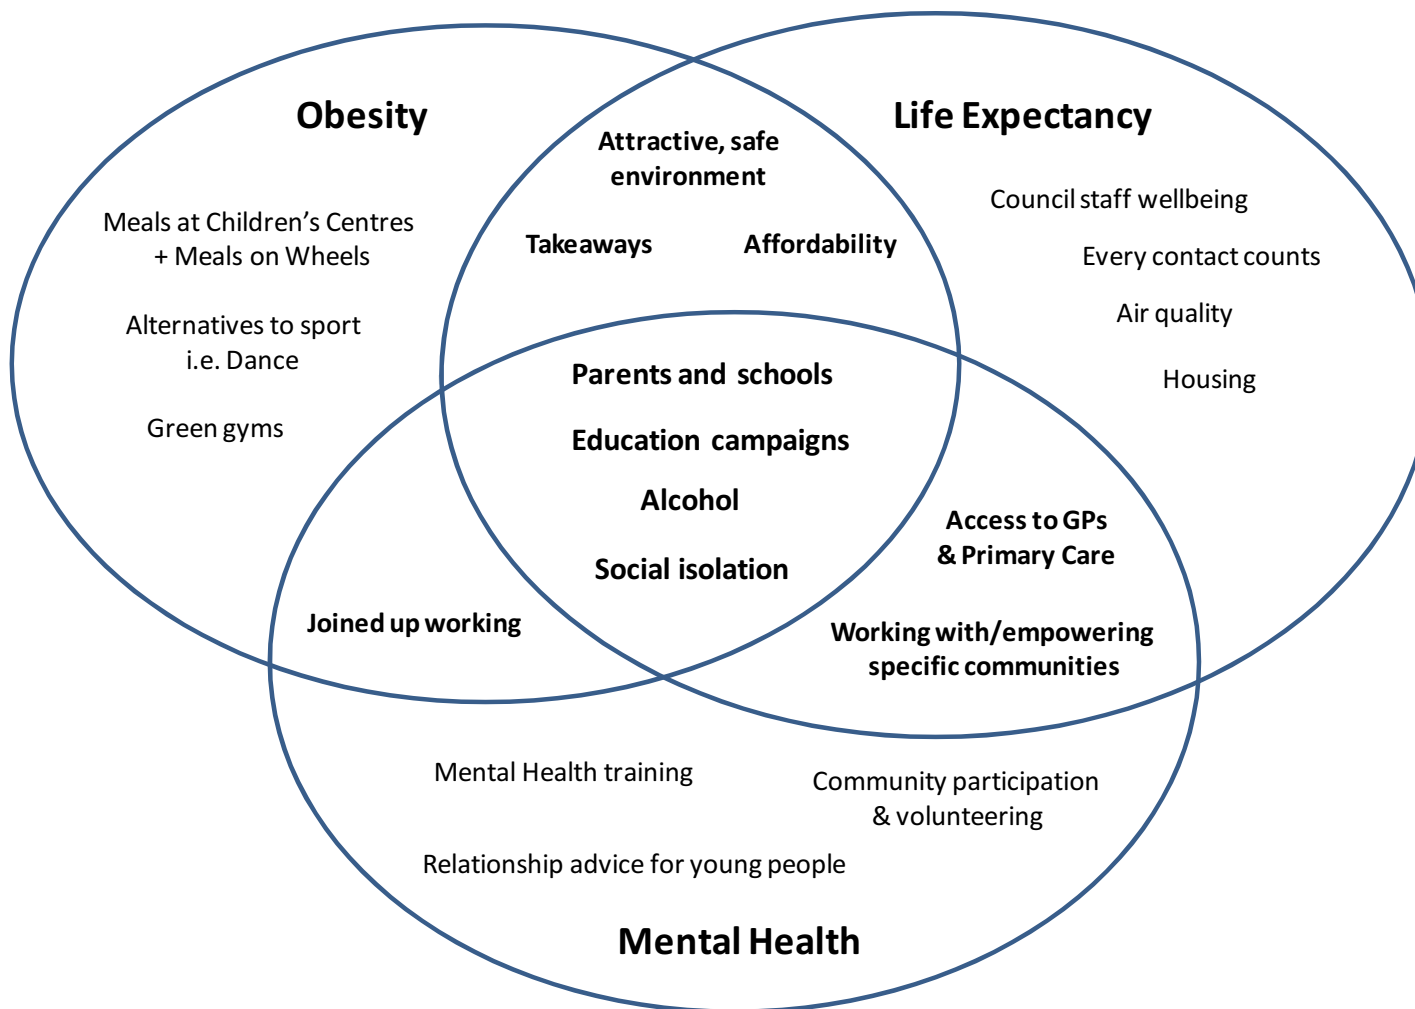 Obesity
Life Expectancy
Attractive, safe
environment
Takeaways
Affordability
Meals at Children’s Centres
+ Meals on Wheels
Alternatives to sport
i.e. Dance
Green gyms
Council staff wellbeing
Every contact counts
Air quality
Housing
Parents and schools
Education campaigns
Alcohol
Social isolation
Access to GPs
& Primary Care
Joined up working
Working with/empowering
specific communities
Mental Health training
Community participation
& volunteering
Relationship advice for young people
Mental Health